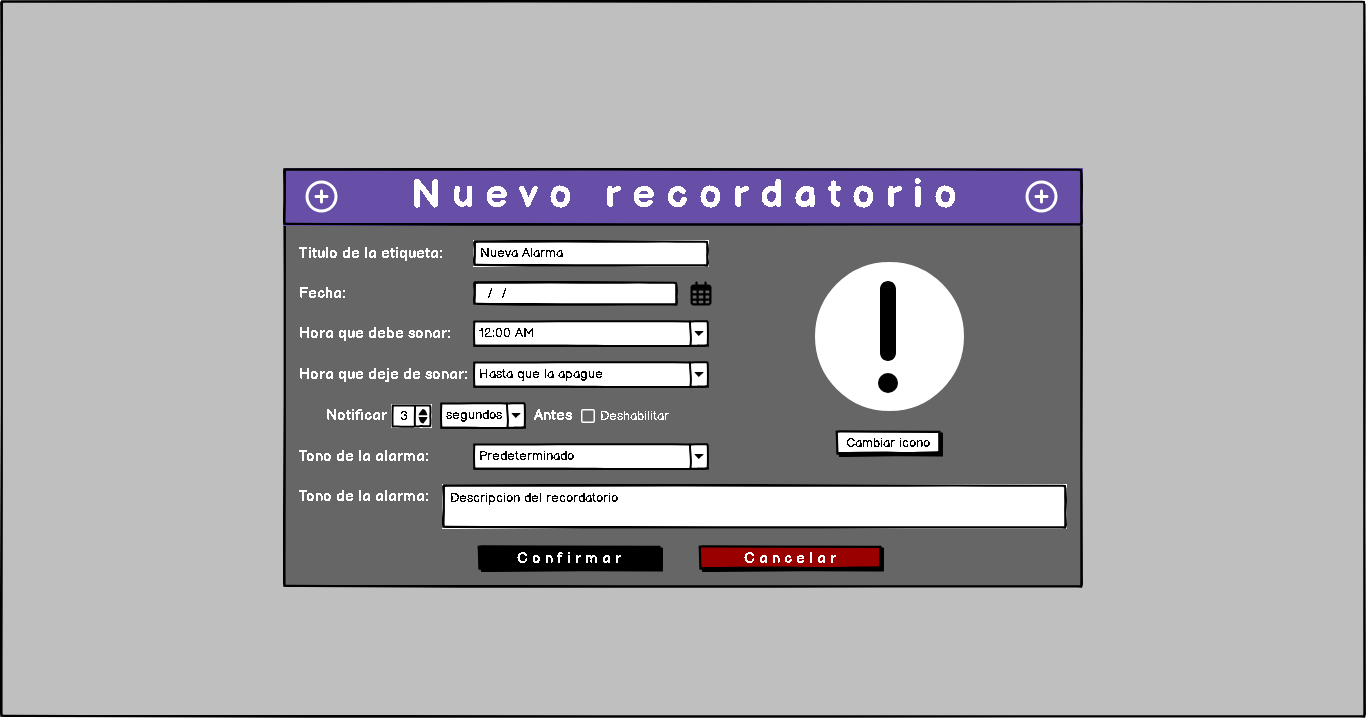 Nuevo recordatorio
Titulo de la etiqueta: Nueva Alarma
Fecha: / /
Hora que debe sonar: 12:00 AM
Hora que deje de sonar: Hasta que la apague
Notificar 3 segundos Antes Deshabilitar
Cambiar icono
Tono de la alarma: Predeterminado
Tono de la alarma: Descripcion del recordatorio
Confirmar Cancelar